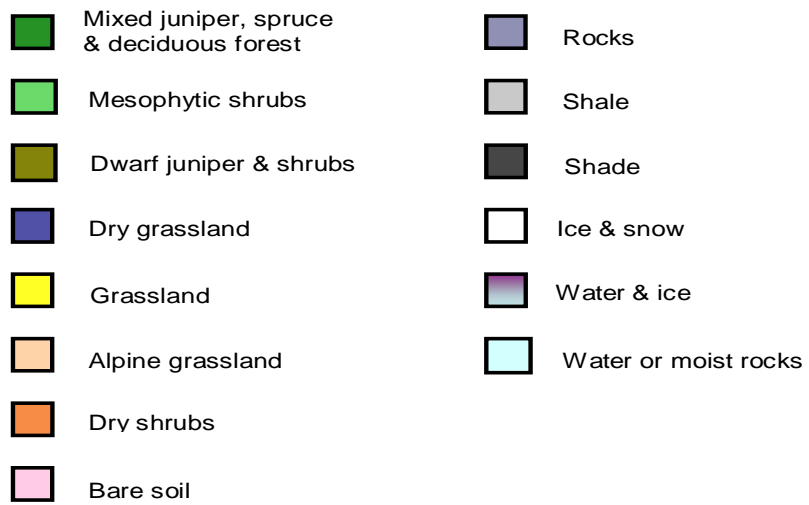 Mixed juniper, spruce
& deciduous forest
Mesophytic shrubs
Dwarf juniper & shrubs
Dry grassland
Grassland
Alpine grassland
Dry shrubs
Bare soil
Rocks
Shale
Shade
Ice & snow
Water & ice
Water or moist rocks